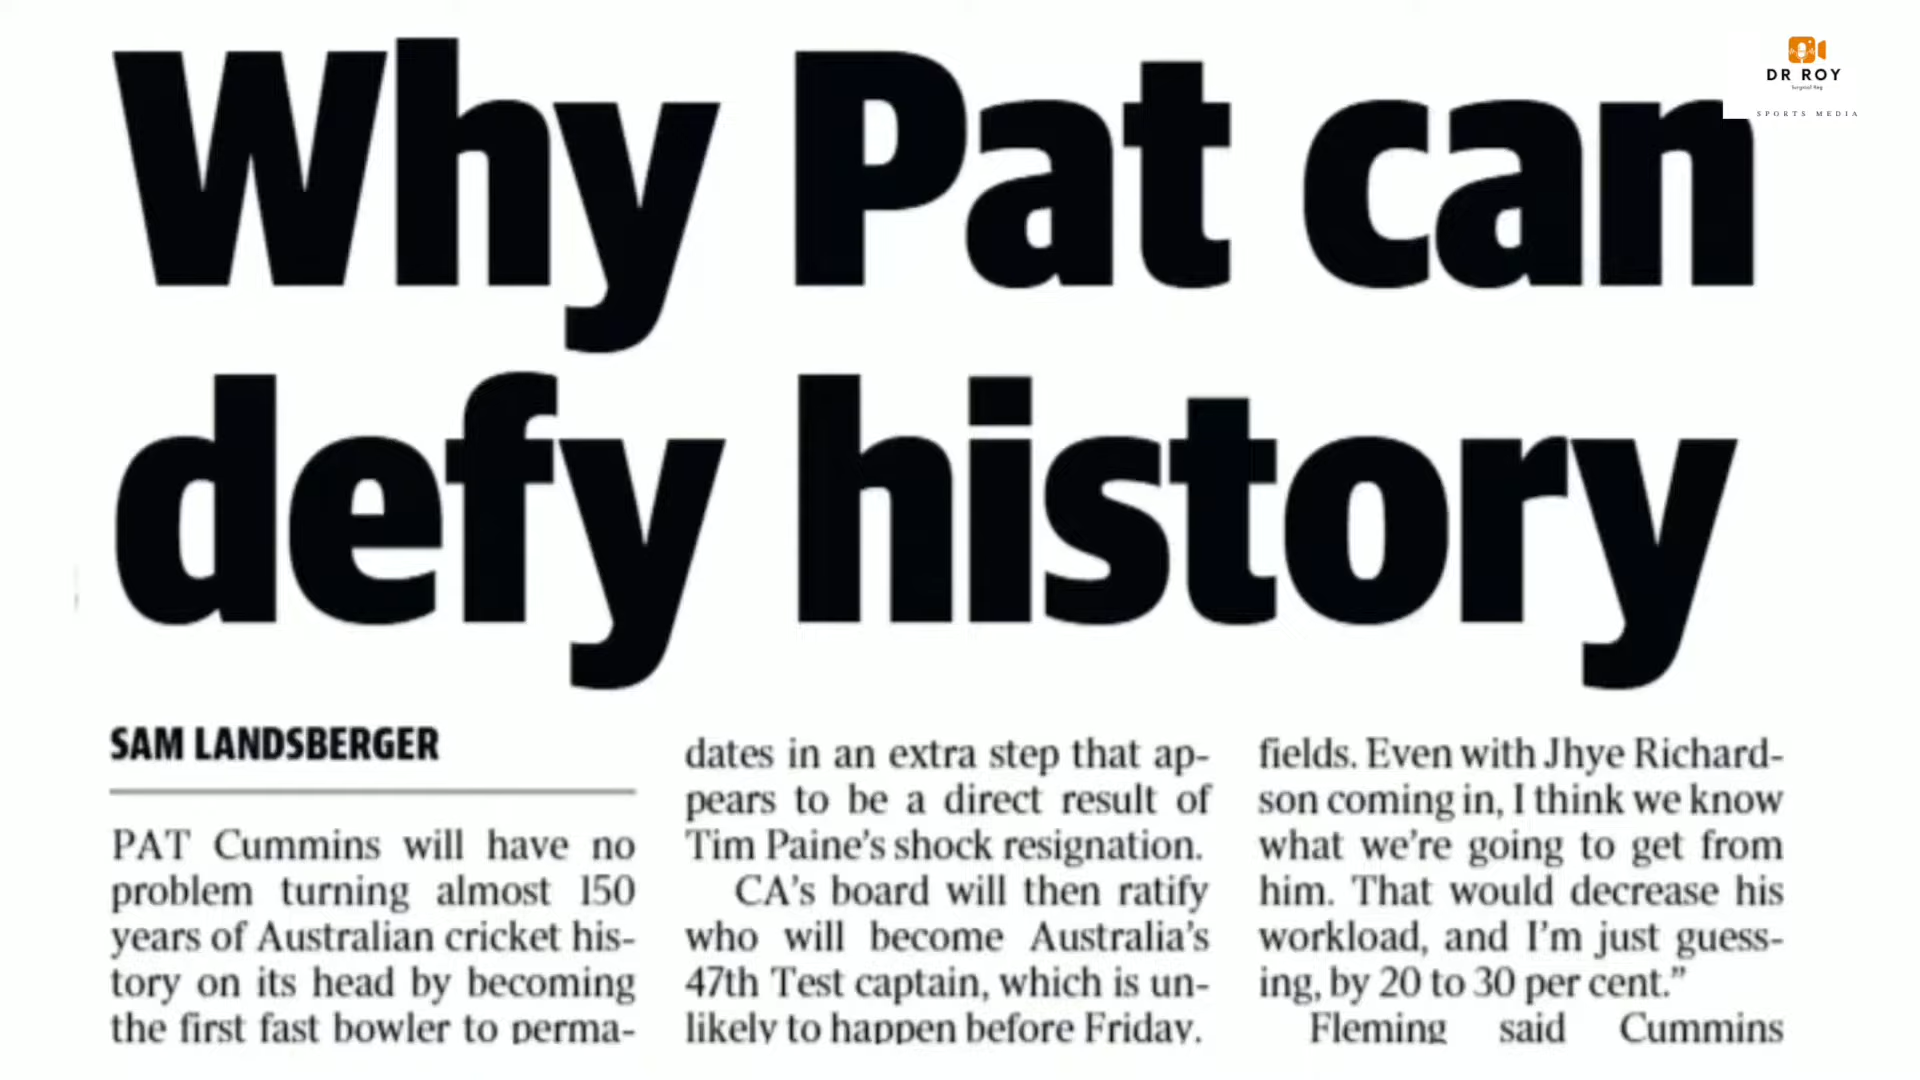 Why Pat can
defy history
DR ROY
SPORTS MEDIA
SAM LANDSBERGER
PAT Cummins will have no
problem turning almost 150
years of Australian cricket his-
tory on its head by becoming
the first fast bowler to perma-
dates in an extra step that ap-
pears to be a direct result of
Tim Paine's shock resignation.
CA's board will then ratify
who will become Australia's
47th Test captain, which is un-
likely to happen before Friday.
fields. Even with Jhye Richard-
son coming in, I think we know
what we're going to get from
him. That would decrease his
workload, and I'm just guess-
ing, by 20 to 30 per cent."
Fleming said Cummins